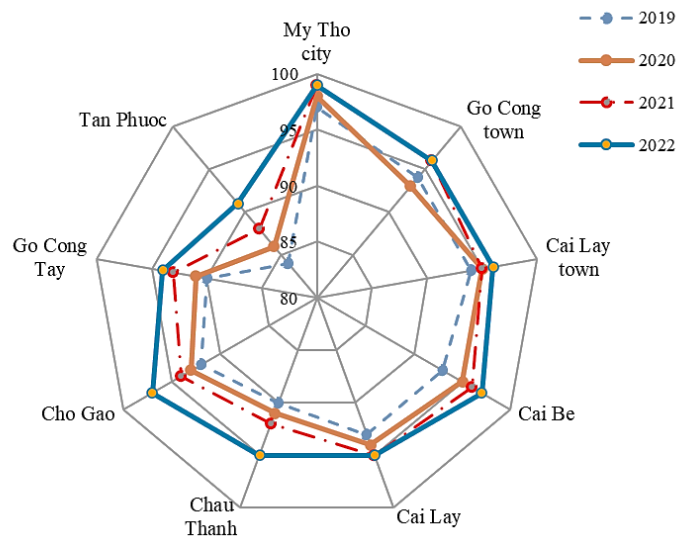 2019
2020
2021
2022
My Tho
city
Go Cong
town
Cai Lay
town
Cai Be
Cai Lay
Chau
Thanh
Cho Gao
Go Cong
Tay
Tan Phuoc
100
95
90
85
80